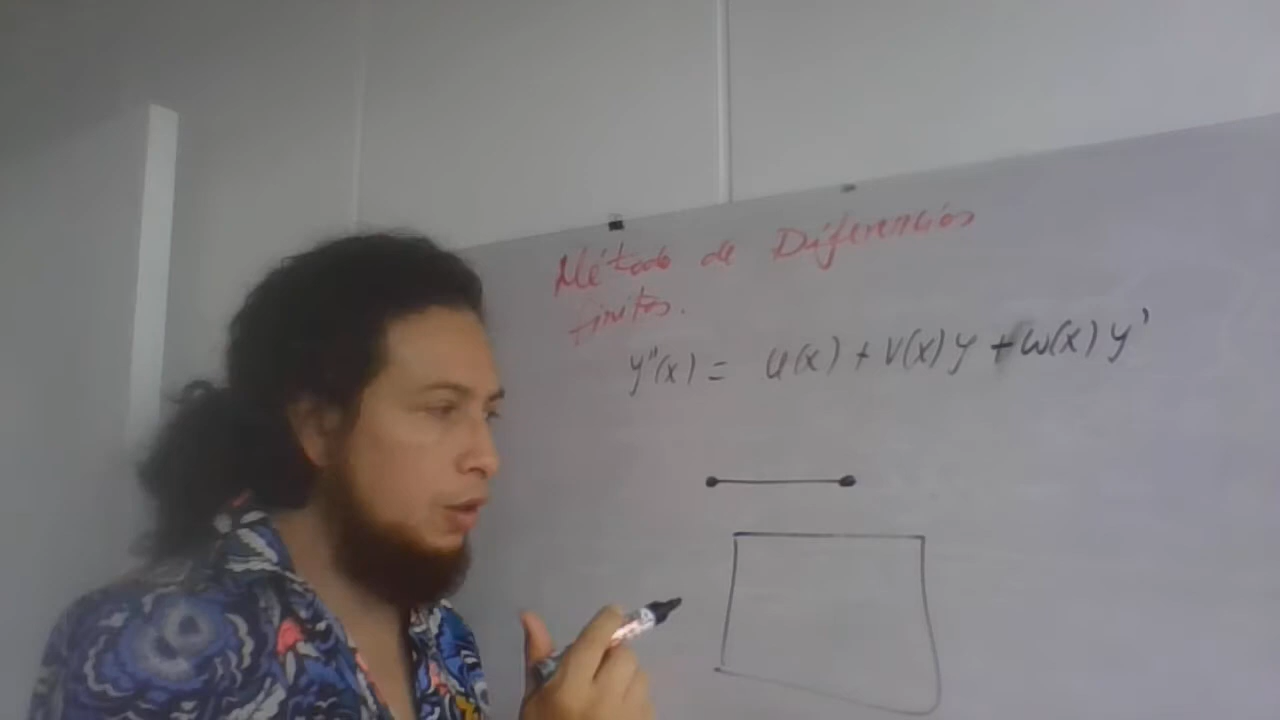 Método de Diferencias
finitas.
y''(x) = u(x) + v(x)y + w(x)y'